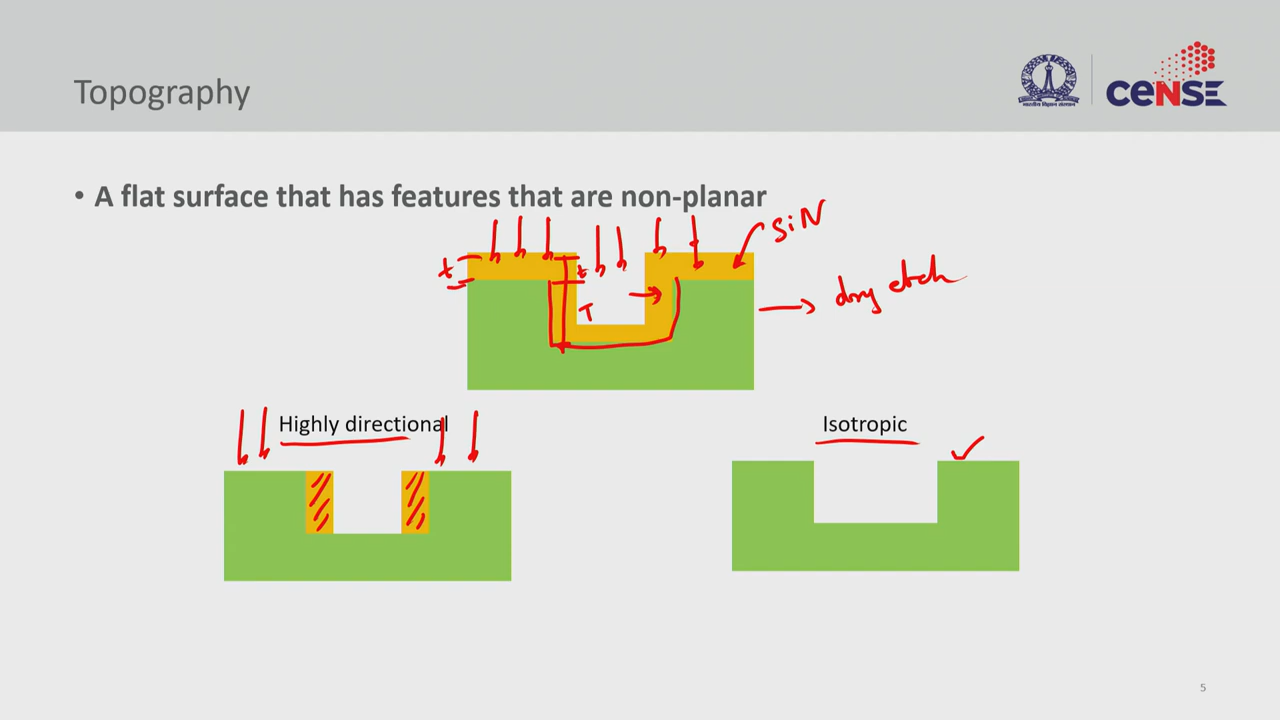 Topography
CeNSE
• A flat surface that has features that are non-planar
SiN
t
t
T
dry etch
Highly directional
Isotropic
5